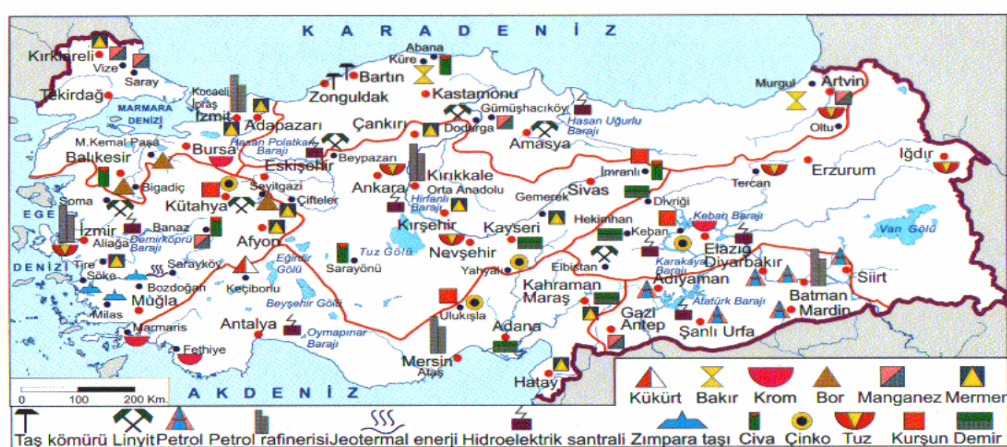 KARADENİZ
Kırklareli
Vize
Saray
Tekirdağ
MARMARA
DENİZİ
Kocaeli
İpraş
İzmit
Adapazarı
Zonguldak
Bartın
Abana
Küre
Kastamonu
Gümüşhacıköy
Dodurga
Hasan Uğurlu
Barajı
Amasya
Çankırı
Murgul
Artvin
Oltu
M.Kemal Paşa
Bursa
Hasan Polatkan
Barajı
Balıkesir
Bigadiç
Eskişehir
Beypazarı
Ankara
Kırıkkale
Orta Anadolu
Hirfanlı
Barajı
Kırşehir
Sivas
İmranlı
Tercan
Erzurum
Iğdır
Soma
Kütahya
Seyitgazi
Çifteler
Gemerek
Divriği
Hekimhan
Keban
Keban Barajı
Elazığ
Van Gölü
EGE
DENİZİ
İzmir
Aliağa
Demirköprü
Barajı
Banaz
Afyon
Tuz Gölü
Sarayönü
Nevşehir
Kayseri
Yahyalı
Elbistan
Karakaya
Barajı
Diyarbakır
Siirt
Batman
Mardin
Tire
Söke
Sarayköy
Bozdoğan
Milas
Muğla
Marmaris
Fethiye
Keçiborlu
Eğirdir
Gölü
Beyşehir Gölü
Antalya
Oymapınar
Barajı
Ulukışla
Mersin
Ataş
Adana
Kahraman
Maraş
Adıyaman
Atatürk Barajı
Gazi
Antep
Şanlı Urfa
Hatay
AKDENİZ
0 100 200 Km.
Kükürt Bakır Krom Bor Manganez Mermer
Taş kömürü Linyit Petrol Petrol rafinerisi Jeotermal enerji Hidroelektrik santrali Zımpara taşı Civa Çinko Tuz Kurşun Demir